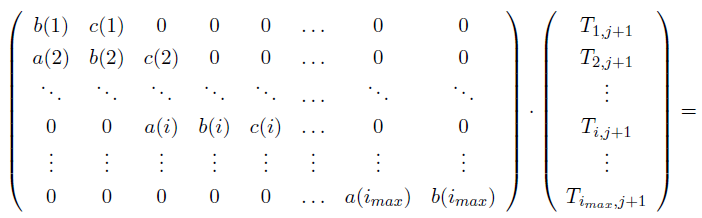 b(1) c(1) 0 0 0 … 0 0 T_{1,j+1}
a(2) b(2) c(2) 0 0 … 0 0 T_{2,j+1}
⋱ ⋱ ⋱ ⋱ ⋱ … ⋱ ⋱ ⋮
0 0 a(i) b(i) c(i) … 0 0 · T_{i,j+1} =
⋮ ⋮ ⋮ ⋮ ⋮ ⋮ ⋮ ⋮ ⋮
0 0 0 0 0 … a(i_{max}) b(i_{max}) T_{i_{max},j+1}